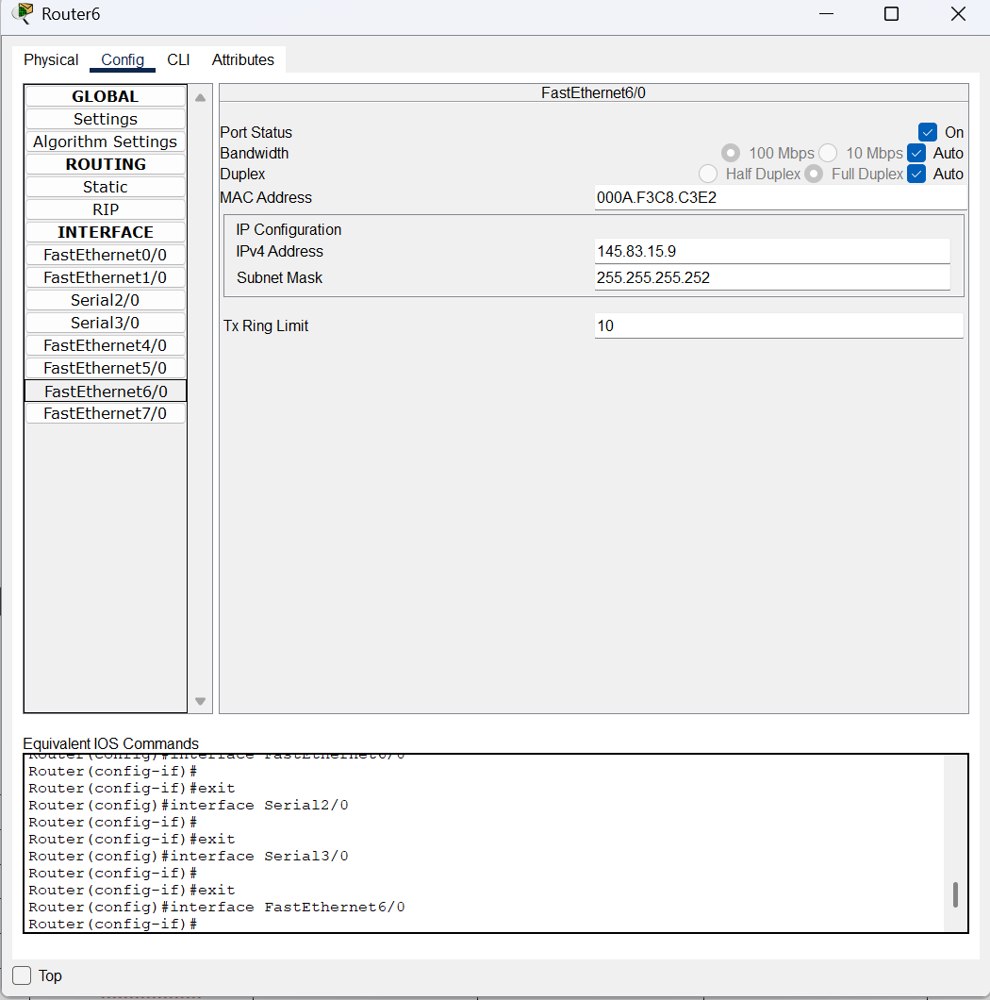 Router6
Physical Config CLI Attributes
GLOBAL
Settings
Algorithm Settings
ROUTING
Static
RIP
INTERFACE
FastEthernet0/0
FastEthernet1/0
Serial2/0
Serial3/0
FastEthernet4/0
FastEthernet5/0
FastEthernet6/0
FastEthernet7/0
FastEthernet6/0
Port Status On
Bandwidth 100 Mbps 10 Mbps Auto
Duplex Half Duplex Full Duplex Auto
MAC Address 000A.F3C8.C3E2
IP Configuration
IPv4 Address 145.83.15.9
Subnet Mask 255.255.255.252
Tx Ring Limit 10
Equivalent IOS Commands
Router(config)#interface
Router(config-if)#
Router(config-if)#exit
Router(config)#interface Serial2/0
Router(config-if)#
Router(config-if)#exit
Router(config)#interface Serial3/0
Router(config-if)#
Router(config-if)#exit
Router(config)#interface FastEthernet6/0
Router(config-if)#
Top